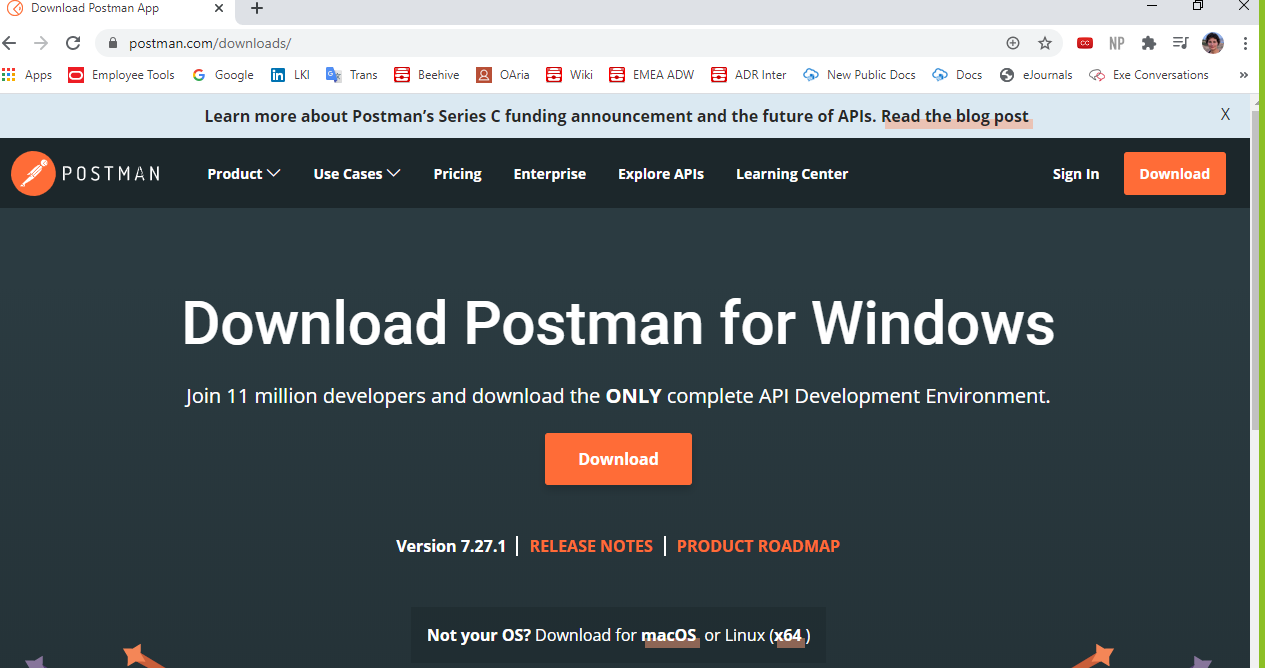 Download Postman App
postman.com/downloads/
CC NP
Apps Employee Tools Google LKI Trans Beehive OAria Wiki EMEA ADW ADR Inter New Public Docs Docs eJournals Exe Conversations »
Learn more about Postman’s Series C funding announcement and the future of APIs. Read the blog post X
POSTMAN Product Use Cases Pricing Enterprise Explore APIs Learning Center Sign In Download
Download Postman for Windows
Join 11 million developers and download the ONLY complete API Development Environment.
Download
Version 7.27.1 | RELEASE NOTES | PRODUCT ROADMAP
Not your OS? Download for macOS or Linux (x64 )